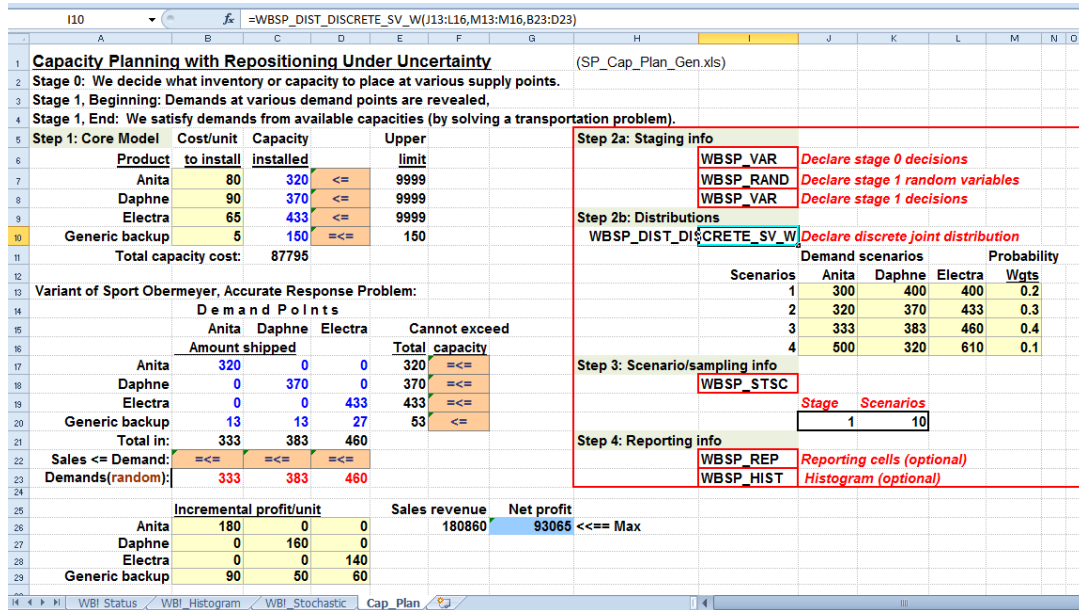 I10 fx =WBSP_DIST_DISCRETE_SV_W(J13:L16,M13:M16,B23:D23)
A B C D E F G H I J K L M N O
1 Capacity Planning with Repositioning Under Uncertainty (SP_Cap_Plan_Gen.xls)
2 Stage 0: We decide what inventory or capacity to place at various supply points.
3 Stage 1, Beginning: Demands at various demand points are revealed,
4 Stage 1, End: We satisfy demands from available capacities (by solving a transportation problem).
5 Step 1: Core Model Cost/unit Capacity Upper Step 2a: Staging info
6 Product to install installed limit WBSP_VAR Declare stage 0 decisions
7 Anita 80 320 <= 9999 WBSP_RAND Declare stage 1 random variables
8 Daphne 90 370 <= 9999 WBSP_VAR Declare stage 1 decisions
9 Electra 65 433 <= 9999 Step 2b: Distributions
10 Generic backup 5 150 =<= 150 WBSP_DIST_DISCRETE_SV_W Declare discrete joint distribution
11 Total capacity cost: 87795 Demand scenarios Probability
12 Scenarios Anita Daphne Electra Wgts
13 Variant of Sport Obermeyer, Accurate Response Problem: 1 300 400 400 0.2
14 Demand Points 2 320 370 433 0.3
15 Anita Daphne Electra Cannot exceed 3 333 383 460 0.4
16 Amount shipped Total capacity 4 500 320 610 0.1
17 Anita 320 0 0 320 =<= Step 3: Scenario/sampling info
18 Daphne 0 370 0 370 =<= WBSP_STSC
19 Electra 0 0 433 433 =<= Stage Scenarios
20 Generic backup 13 13 27 53 <= 1 10
21 Total in: 333 383 460 Step 4: Reporting info
22 Sales <= Demand: =<= =<= =<= WBSP_REP Reporting cells (optional)
23 Demands(random): 333 383 460 WBSP_HIST Histogram (optional)
24
25 Incremental profit/unit Sales revenue Net profit
26 Anita 180 0 0 180860 93065 <<== Max
27 Daphne 0 160 0
28 Electra 0 0 140
29 Generic backup 90 50 60
WB! Status WB!_Histogram WB!_Stochastic Cap_Plan